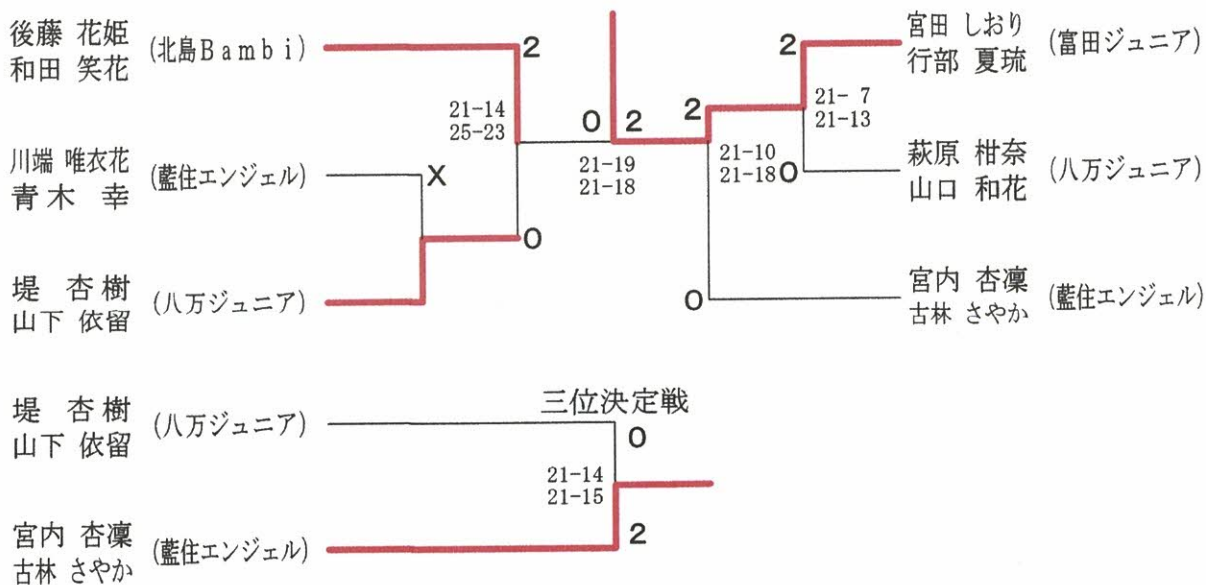 後藤 花姫
和田 笑花
(北島Bambi)
2
21-14
25-23
川端 唯衣花
青木 幸
(藍住エンジェル)
X
堤 杏樹
山下 依留
(八万ジュニア)
0
0 2
21-19
21-18
宮田 しおり
行部 夏琉
(富田ジュニア)
2
21- 7
21-13
2
21-10
21-18
0
萩原 柑奈
山口 和花
(八万ジュニア)
宮内 杏凜
古林 さやか
(藍住エンジェル)
0
三位決定戦
堤 杏樹
山下 依留
(八万ジュニア)
0
21-14
21-15
宮内 杏凜
古林 さやか
(藍住エンジェル)
2